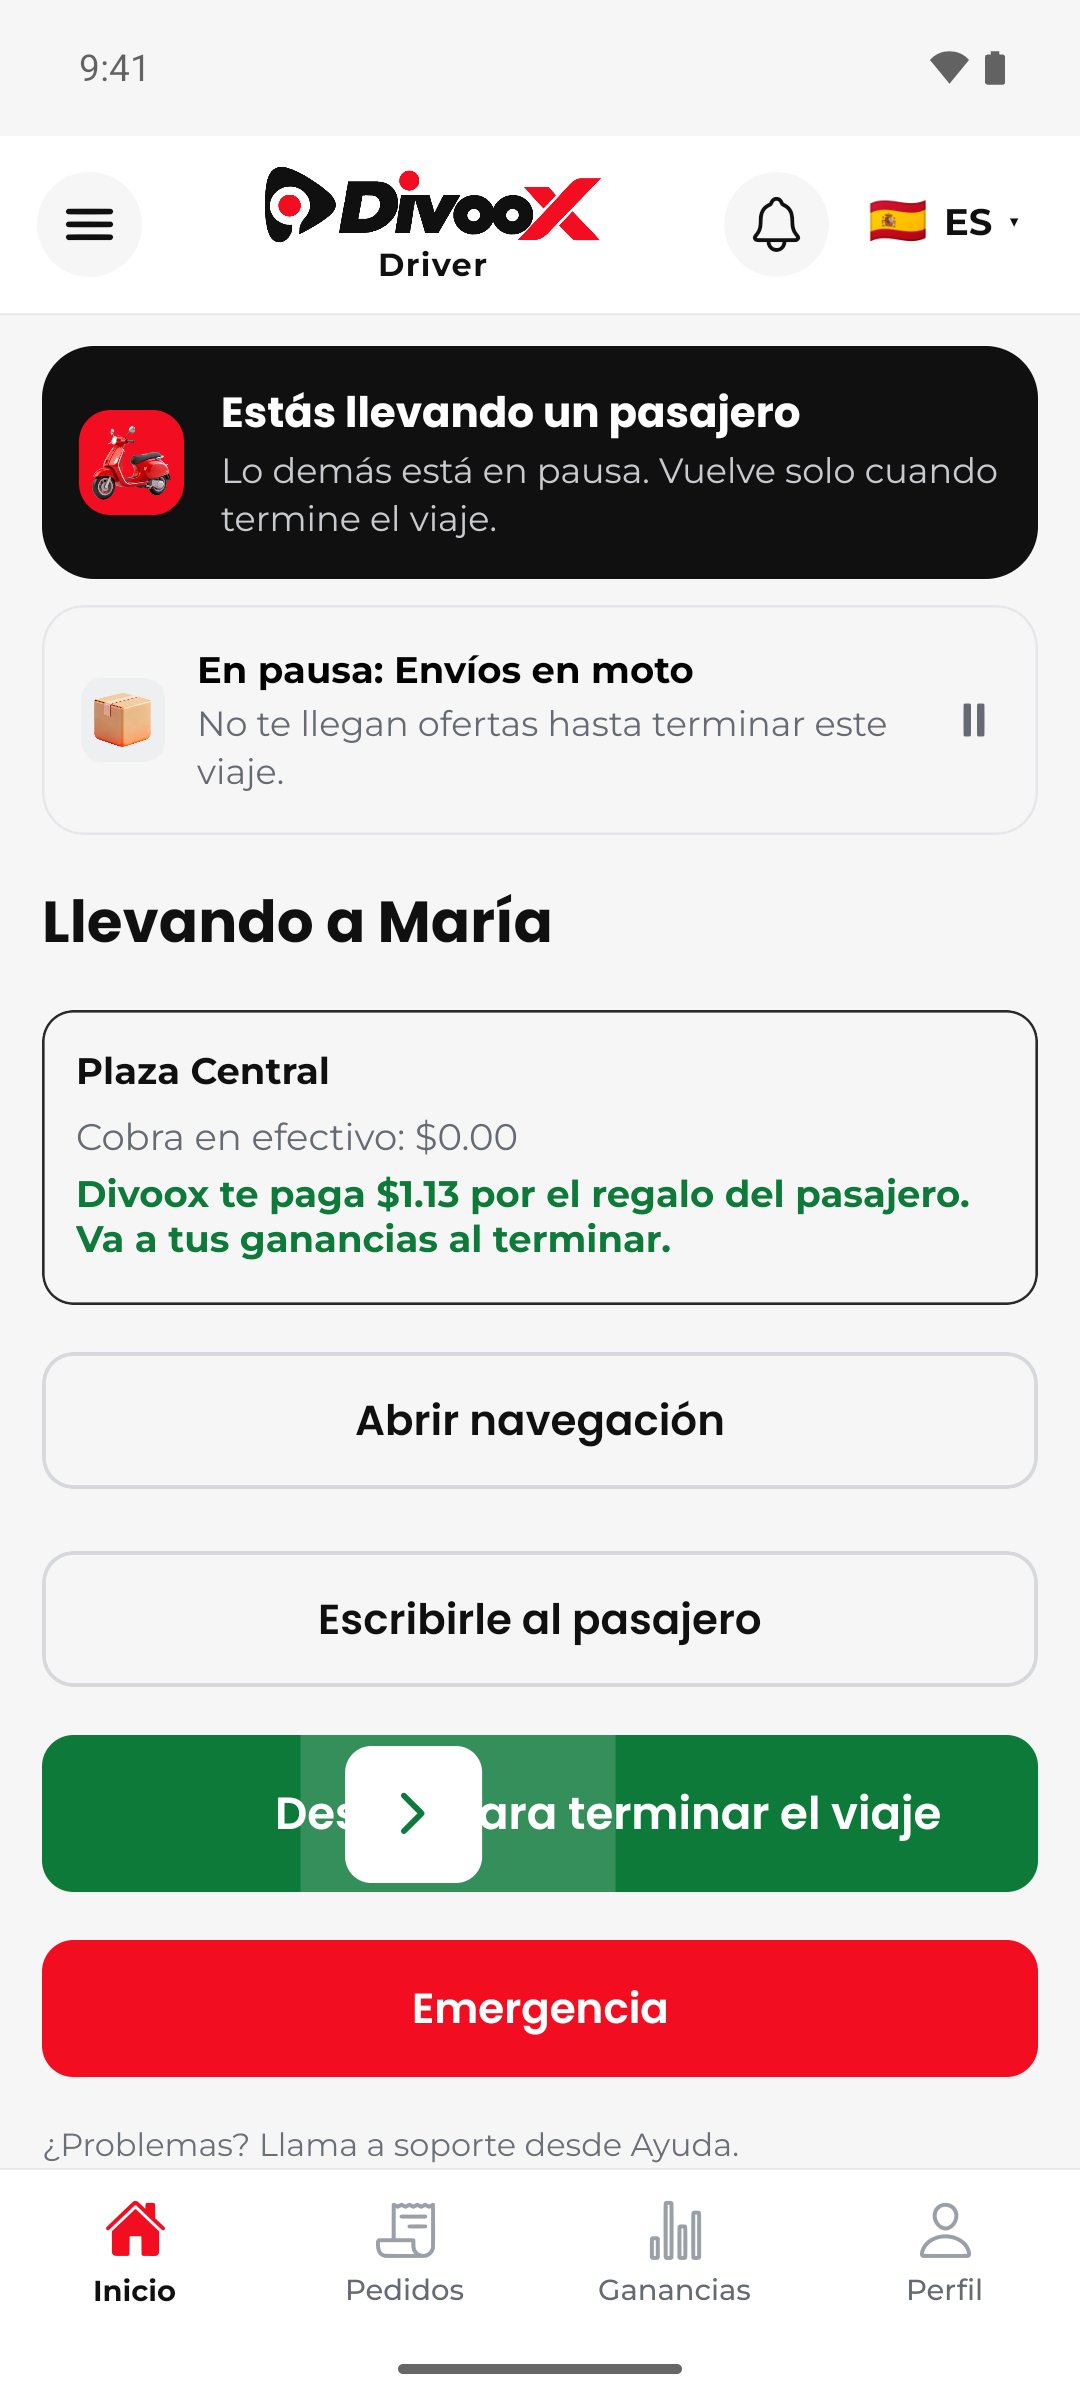 9:41
DivooX
Driver
ES
Estás llevando un pasajero
Lo demás está en pausa. Vuelve solo cuando
termine el viaje.
En pausa: Envíos en moto
No te llegan ofertas hasta terminar este
viaje.
Llevando a María
Plaza Central
Cobra en efectivo: $0.00
Divoox te paga $1.13 por el regalo del pasajero.
Va a tus ganancias al terminar.
Abrir navegación
Escribirle al pasajero
terminar el viaje
Emergencia
¿Problemas? Llama a soporte desde Ayuda.
Inicio
Pedidos
Ganancias
Perfil